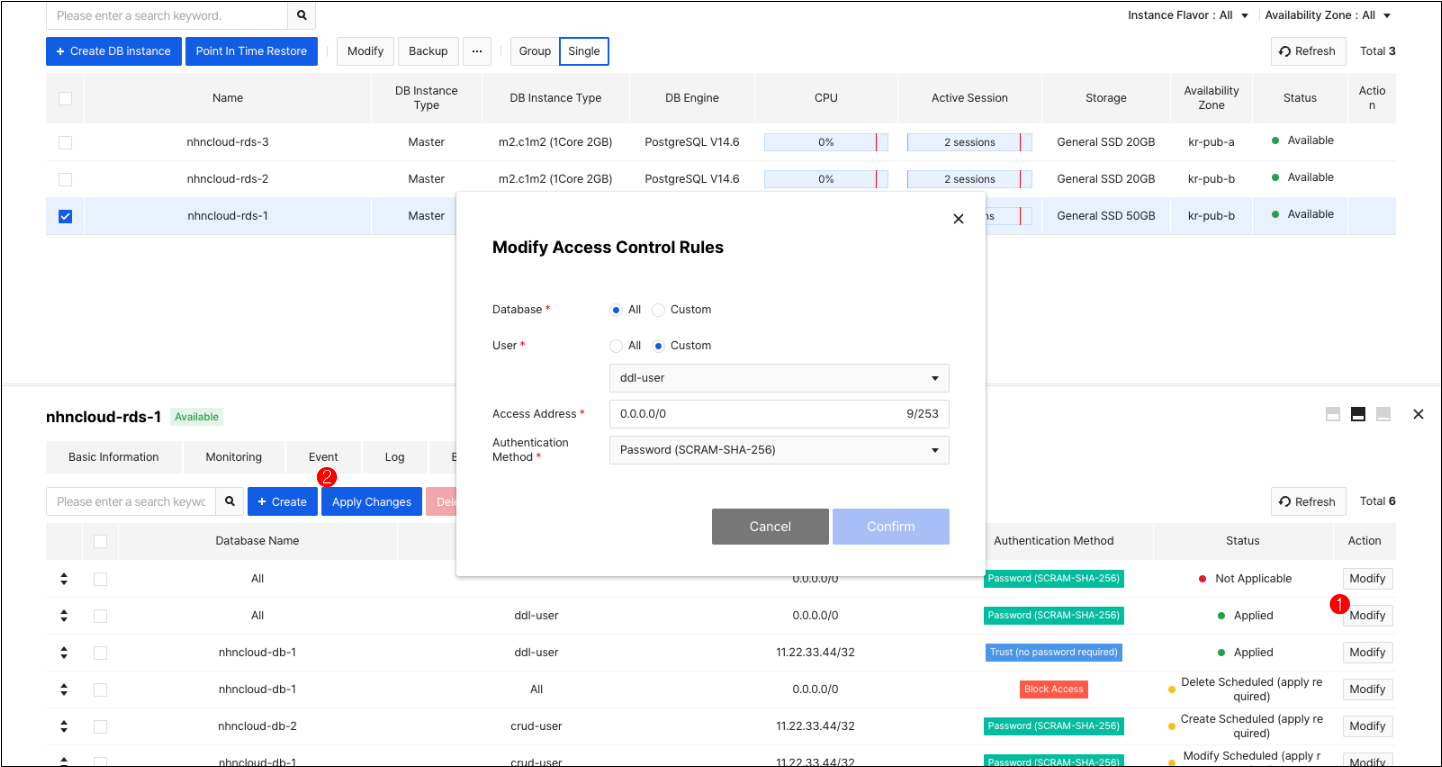 Please enter a search keyword.
Instance Flavor : All
Availability Zone : All
+ Create DB instance
Point In Time Restore
Modify
Backup
...
Group
Single
Refresh
Total 3
Name
DB Instance
Type
DB Instance Type
DB Engine
CPU
Active Session
Storage
Availability
Zone
Status
Actio
n
nhncloud-rds-3
Master
m2.c1m2 (1Core 2GB)
PostgreSQL V14.6
0%
2 sessions
General SSD 20GB
kr-pub-a
Available
nhncloud-rds-2
Master
m2.c1m2 (1Core 2GB)
PostgreSQL V14.6
0%
2 sessions
General SSD 20GB
kr-pub-b
Available
nhncloud-rds-1
Master
ns
General SSD 50GB
kr-pub-b
Available
Modify Access Control Rules
Database *
All
Custom
User *
All
Custom
ddl-user
Access Address *
0.0.0.0/0
9/253
Authentication
Method *
Password (SCRAM-SHA-256)
Cancel
Confirm
nhncloud-rds-1
Available
Basic Information
Monitoring
Event
Log
2
Please enter a search keywo
+ Create
Apply Changes
Dele
Refresh
Total 6
Database Name
Authentication Method
Status
Action
All
0.0.0.0/0
Password (SCRAM-SHA-256)
Not Applicable
Modify
1
All
ddl-user
0.0.0.0/0
Password (SCRAM-SHA-256)
Applied
Modify
nhncloud-db-1
ddl-user
11.22.33.44/32
Trust (no password required)
Applied
Modify
nhncloud-db-1
All
0.0.0.0/0
Block Access
Delete Scheduled (apply re
quired)
Modify
nhncloud-db-2
crud-user
11.22.33.44/32
Password (SCRAM-SHA-256)
Create Scheduled (apply re
quired)
Modify
nhncloud-db-1
crud-user
11.22.33.44/32
Password (SCRAM-SHA-256)
Modify Scheduled (apply r
Modify